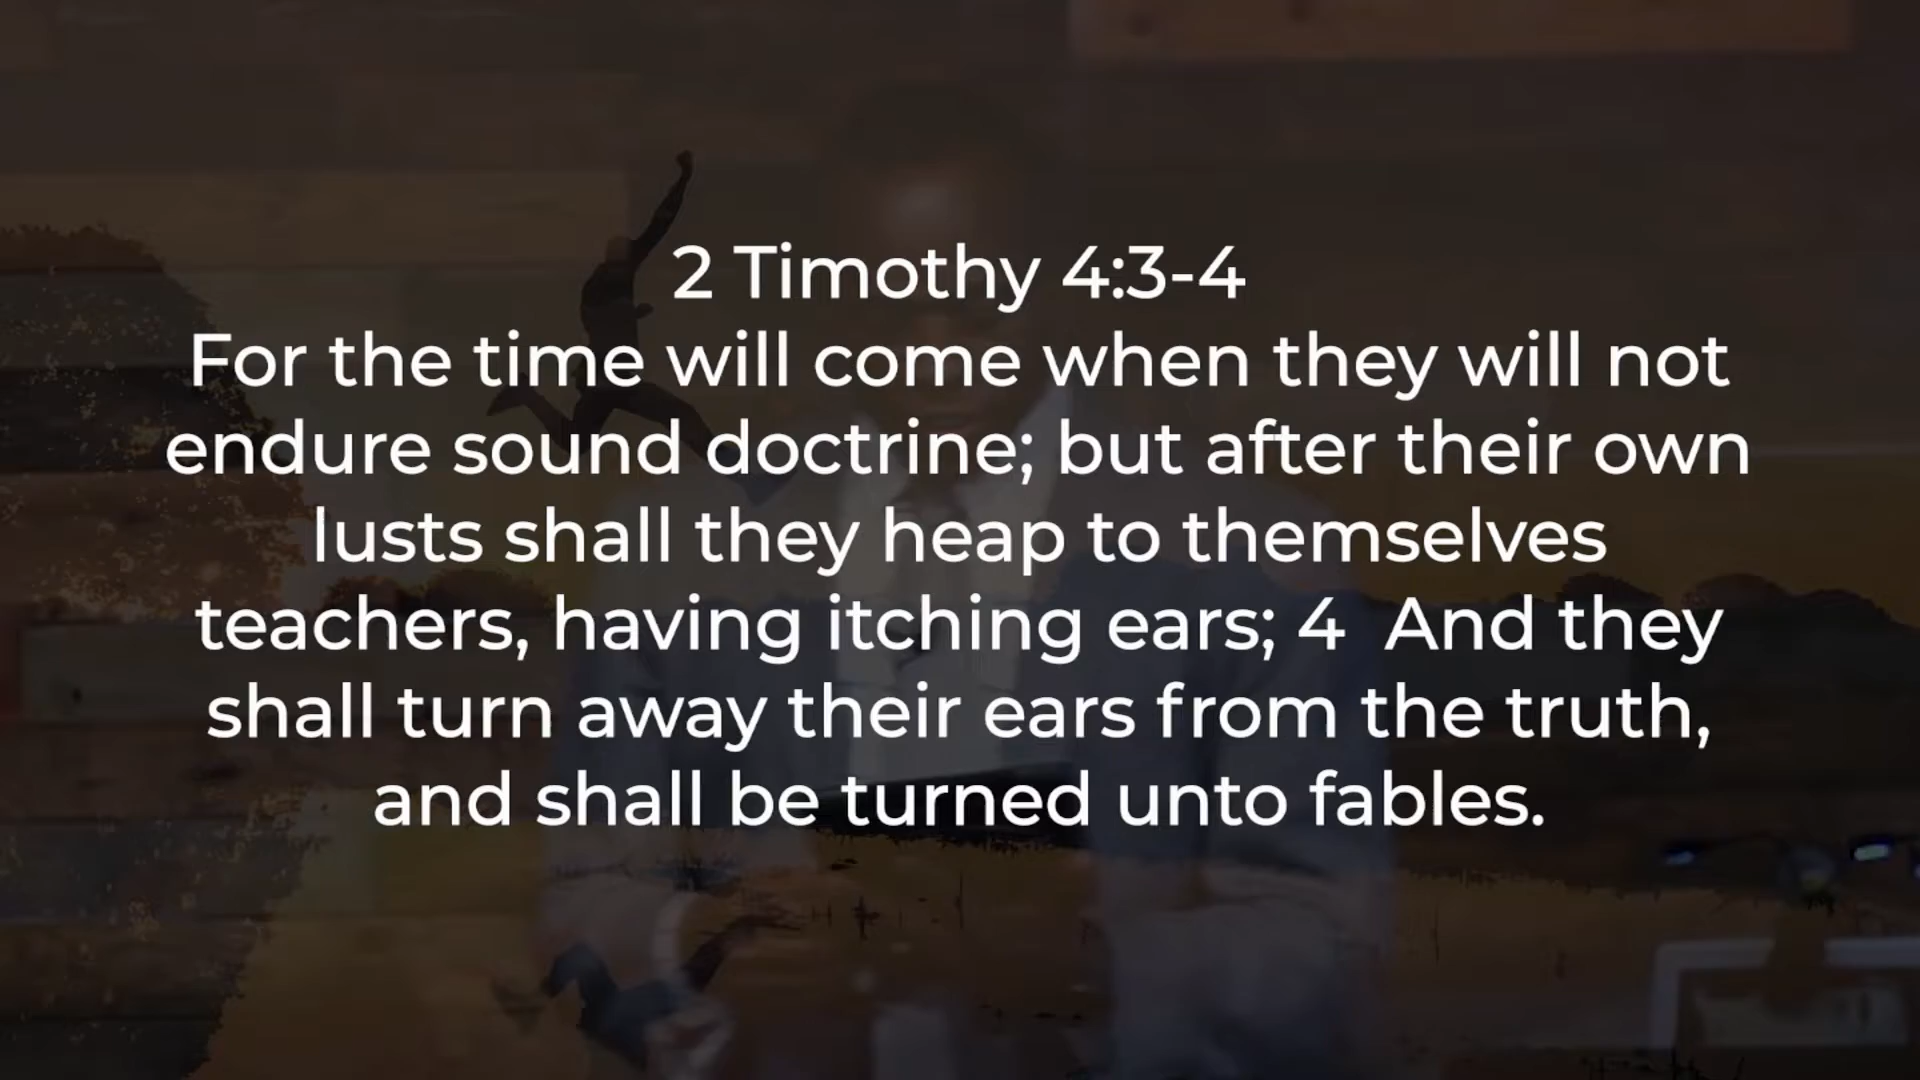 2 Timothy 4:3-4
For the time will come when they will not
endure sound doctrine; but after their own
lusts shall they heap to themselves
teachers, having itching ears; 4  And they
shall turn away their ears from the truth,
and shall be turned unto fables.